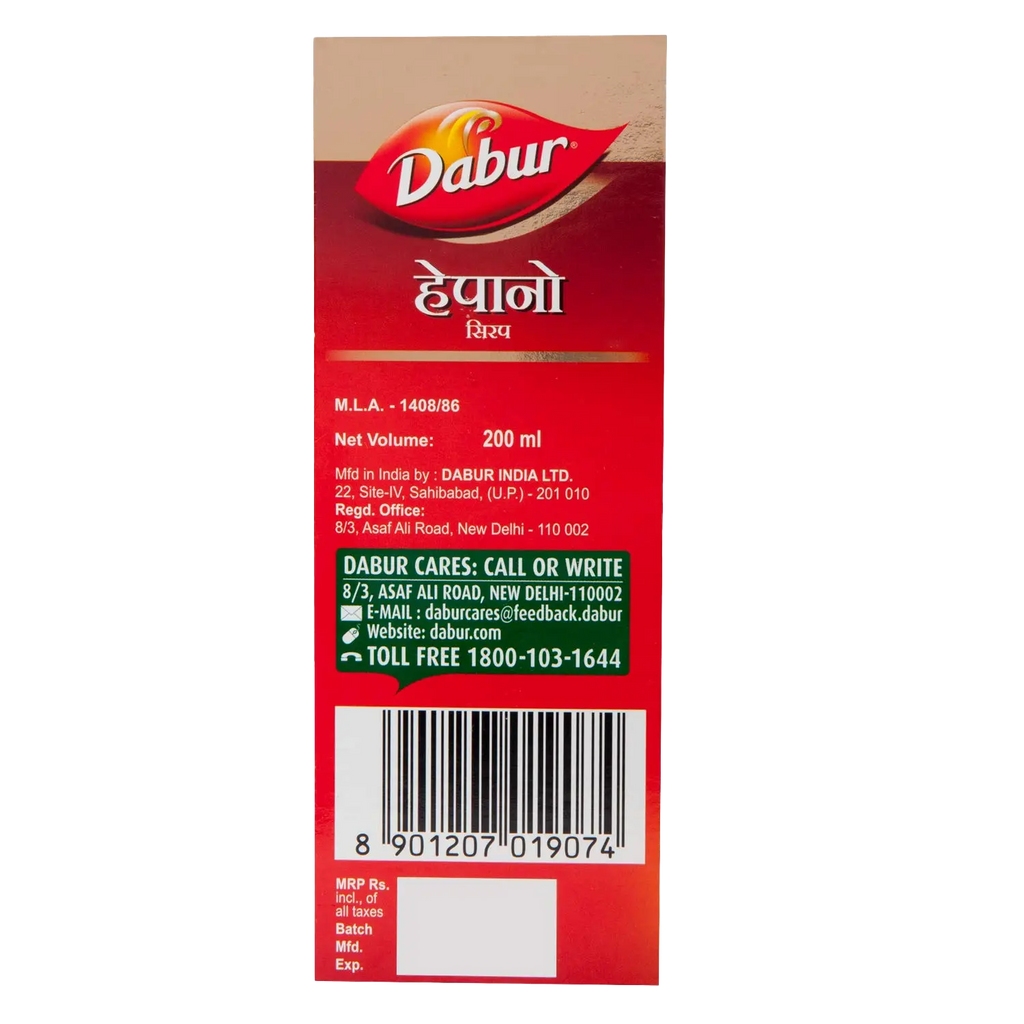 Dabur®
हेपानो
सिरप
M.L.A. - 1408/86
Net Volume: 200 ml
Mfd in India by : DABUR INDIA LTD.
22, Site-IV, Sahibabad, (U.P.) - 201 010
Regd. Office:
8/3, Asaf Ali Road, New Delhi - 110 002
DABUR CARES: CALL OR WRITE
8/3, ASAF ALI ROAD, NEW DELHI-110002
E-MAIL : daburcares@feedback.dabur
Website: dabur.com
TOLL FREE 1800-103-1644
8 901207 019074
MRP Rs.
incl., of
all taxes
Batch
Mfd.
Exp.